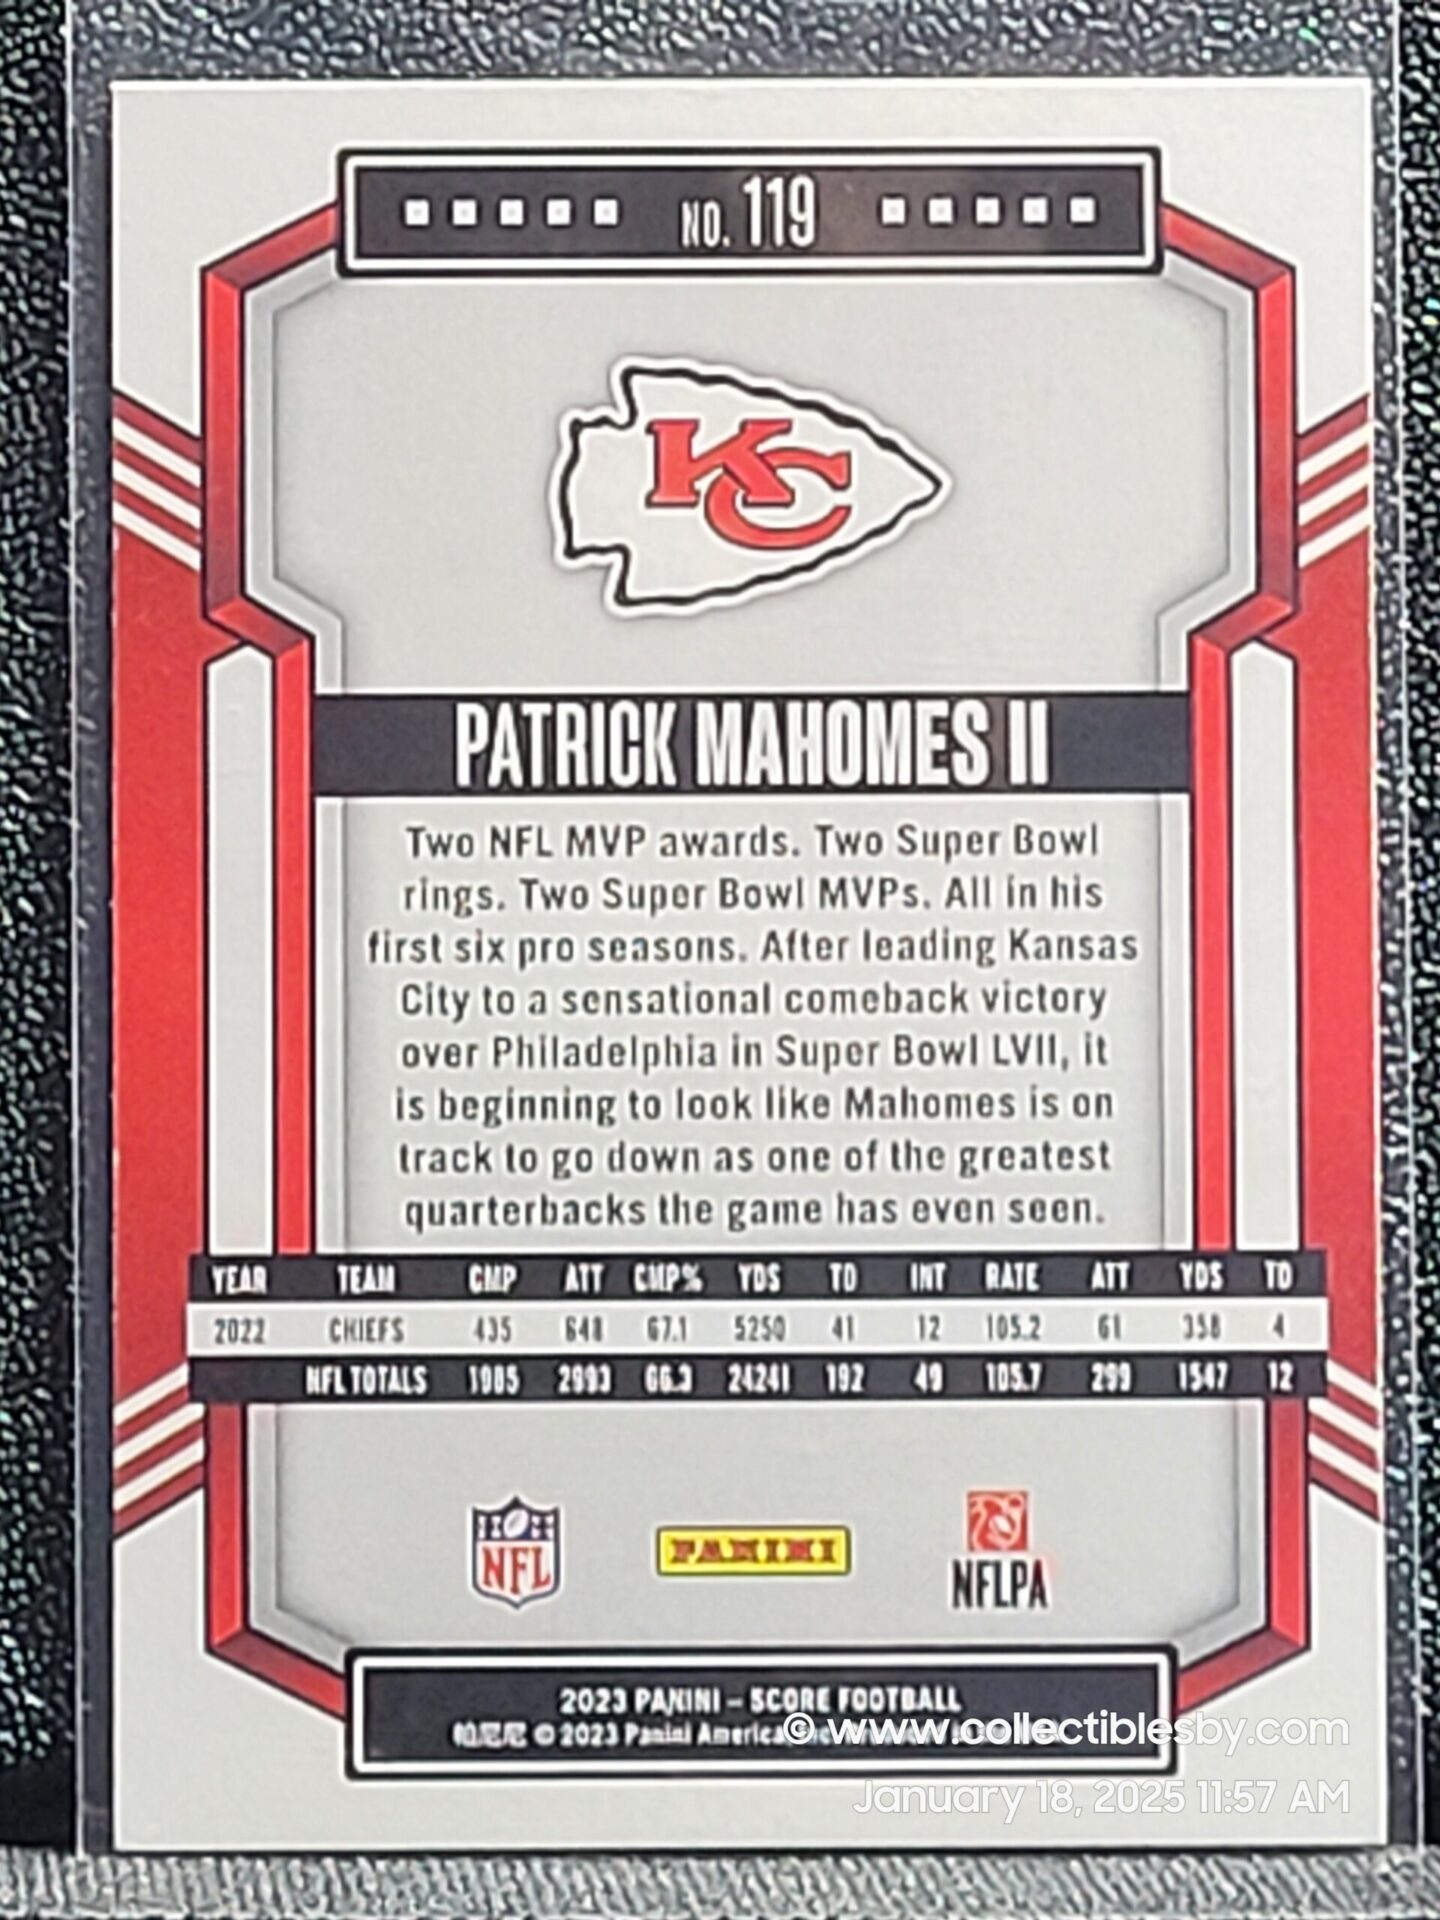 NO. 119
KC
PATRICK MAHOMES II
Two NFL MVP awards. Two Super Bowl
rings. Two Super Bowl MVPs. All in his
first six pro seasons. After leading Kansas
City to a sensational comeback victory
over Philadelphia in Super Bowl LVII, it
is beginning to look like Mahomes is on
track to go down as one of the greatest
quarterbacks the game has even seen.
YEAR TEAM CMP ATT CMP% YDS TD INT RATE ATT YDS TD
2022 CHIEFS 435 648 67.1 5250 41 12 105.2 61 358 4
NFL TOTALS 1985 2993 66.3 24241 192 49 105.7 299 1547 12
NFL
PANINI
NFLPA
2023 PANINI – SCORE FOOTBALL
帕尼尼 © 2023 Panini America
© www.collectiblesby.com
January 18, 2025 11:57 AM